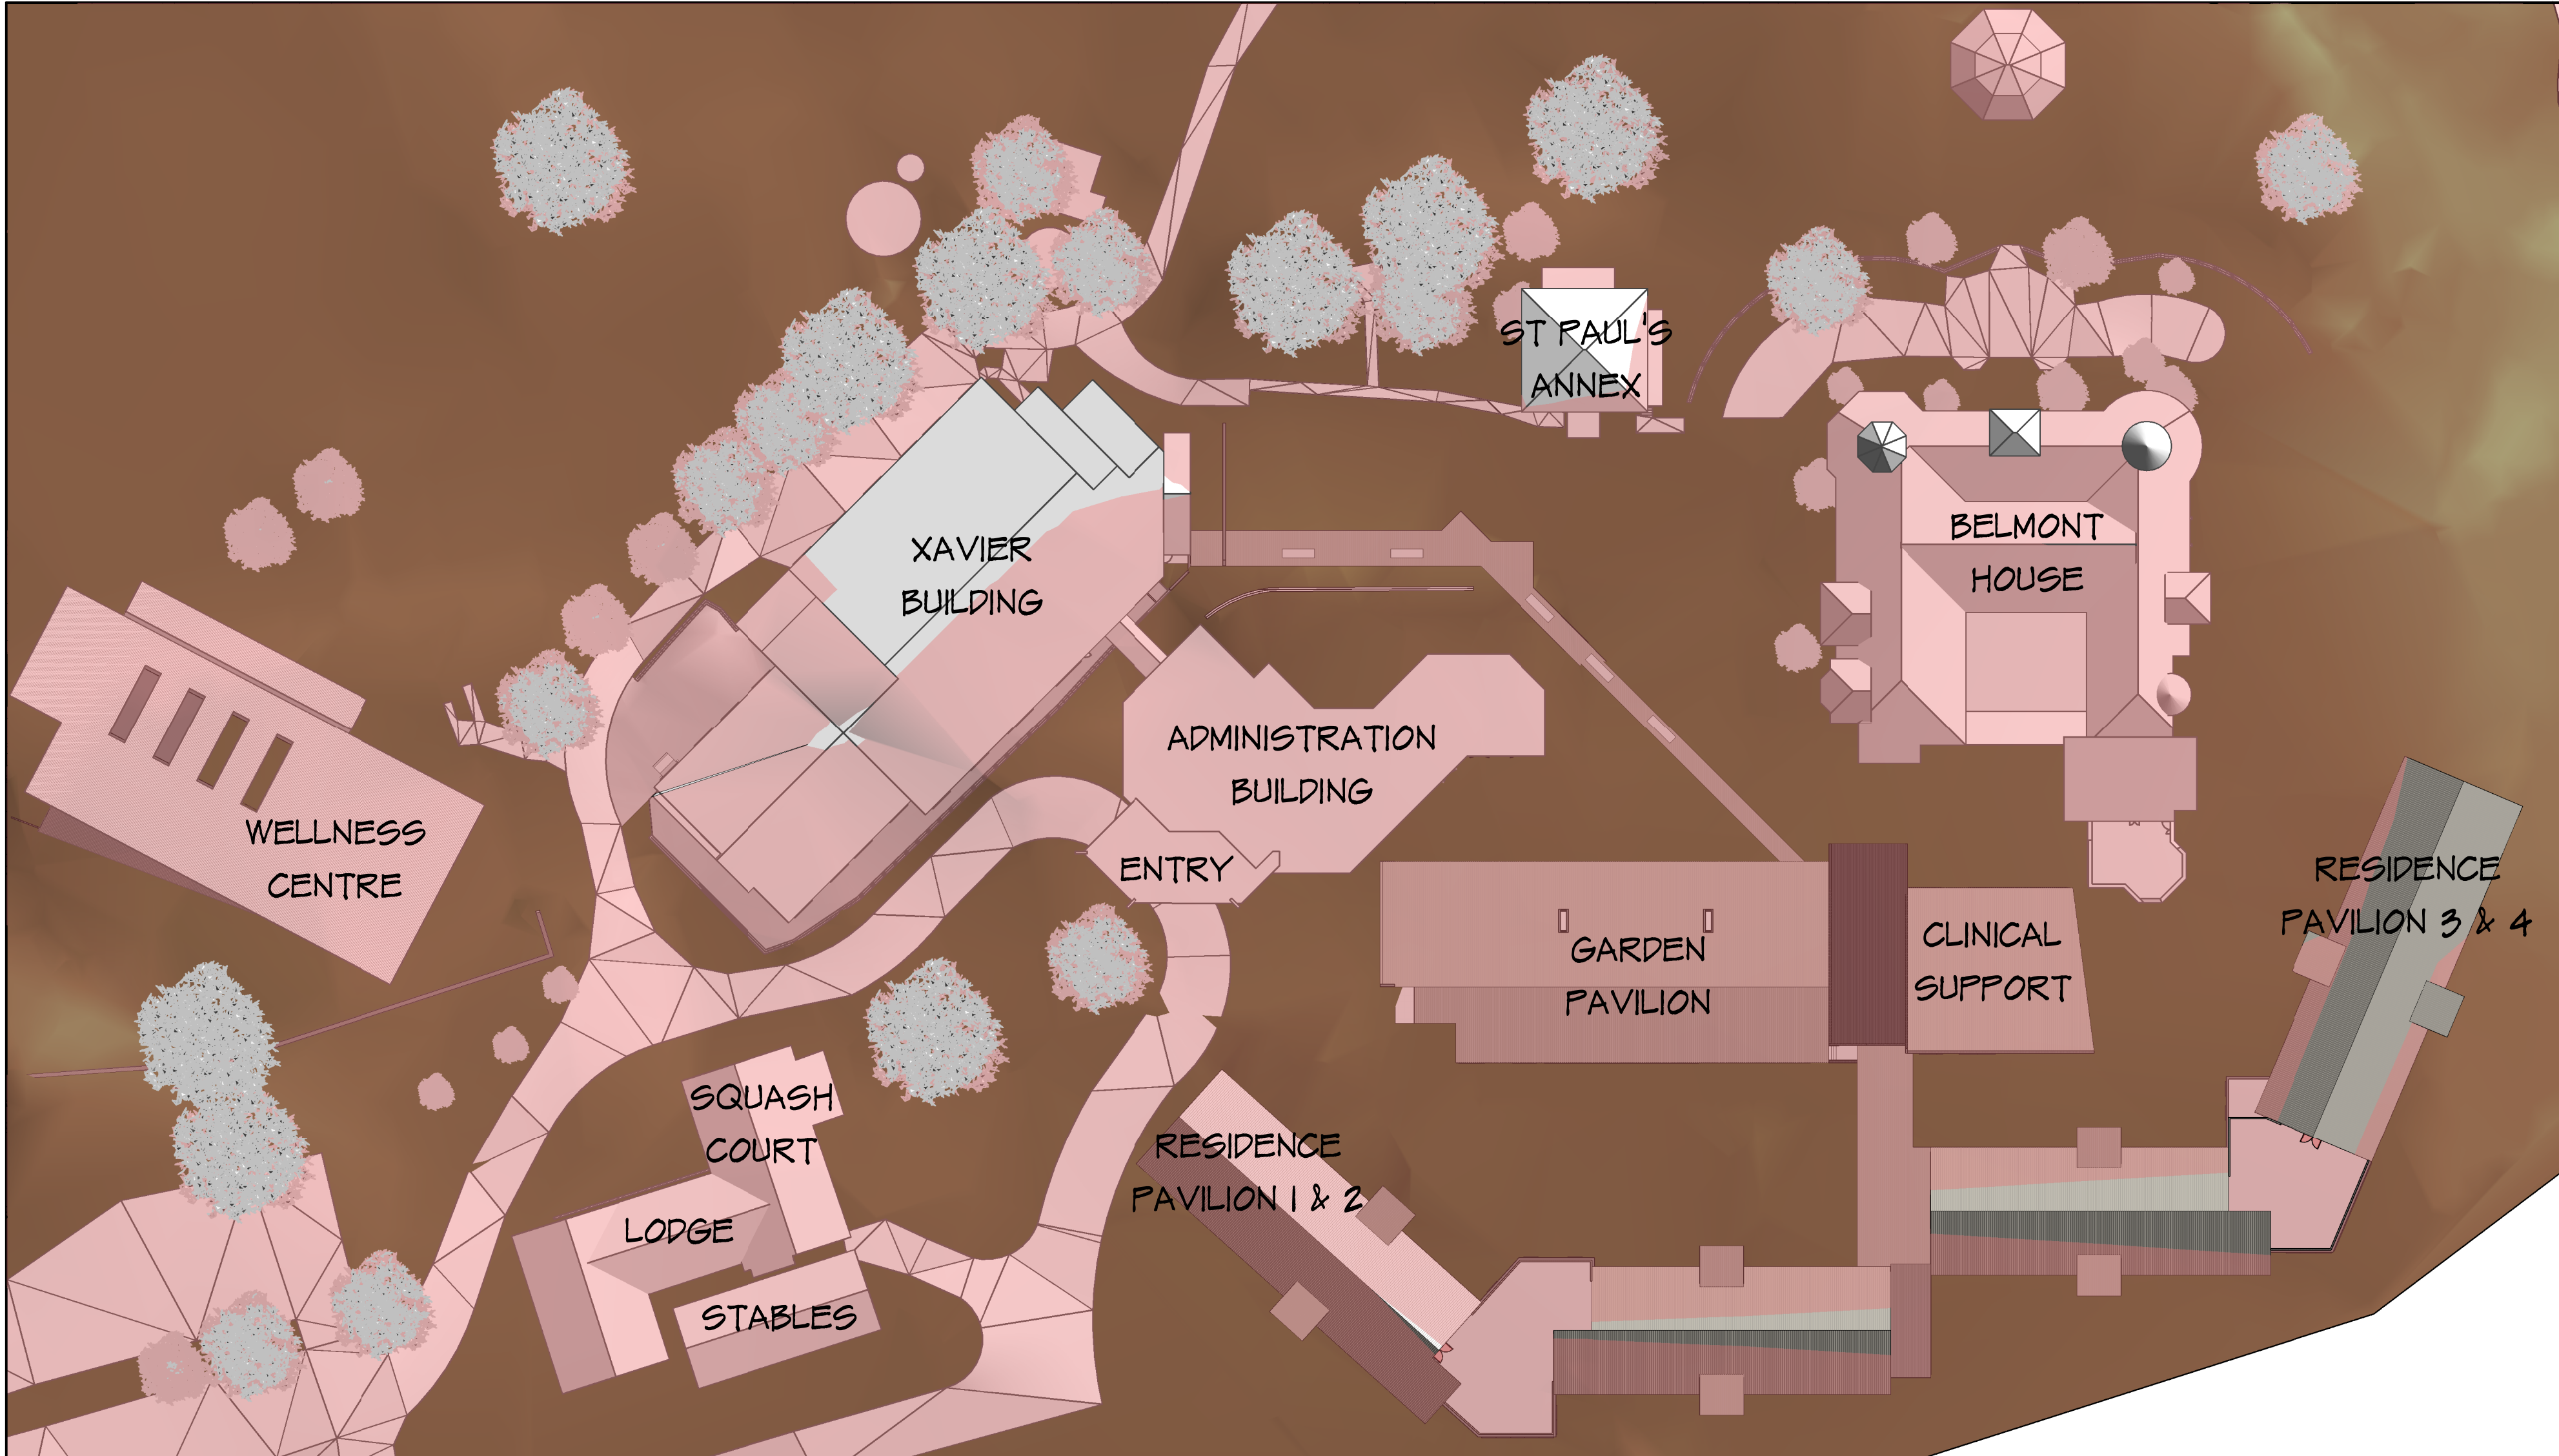 ST PAUL'S
ANNEX
XAVIER
BUILDING
BELMONT
HOUSE
ADMINISTRATION
BUILDING
WELLNESS
CENTRE
ENTRY
RESIDENCE
PAVILION 3 & 4
GARDEN
PAVILION
CLINICAL
SUPPORT
SQUASH
COURT
RESIDENCE
PAVILION 1 & 2
LODGE
STABLES